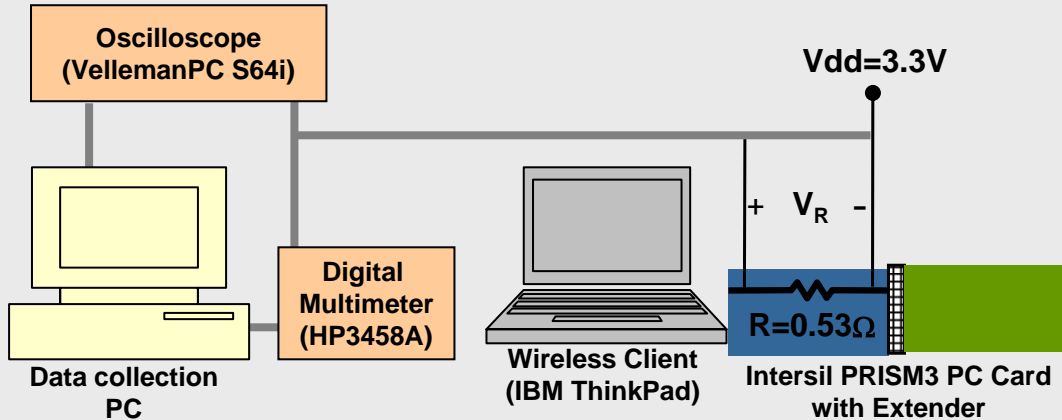 Oscilloscope
(VellemanPC S64i)
Vdd=3.3V
+ VR -
Digital
Multimeter
(HP3458A)
R=0.53Ω
Data collection
PC
Wireless Client
(IBM ThinkPad)
Intersil PRISM3 PC Card
with Extender